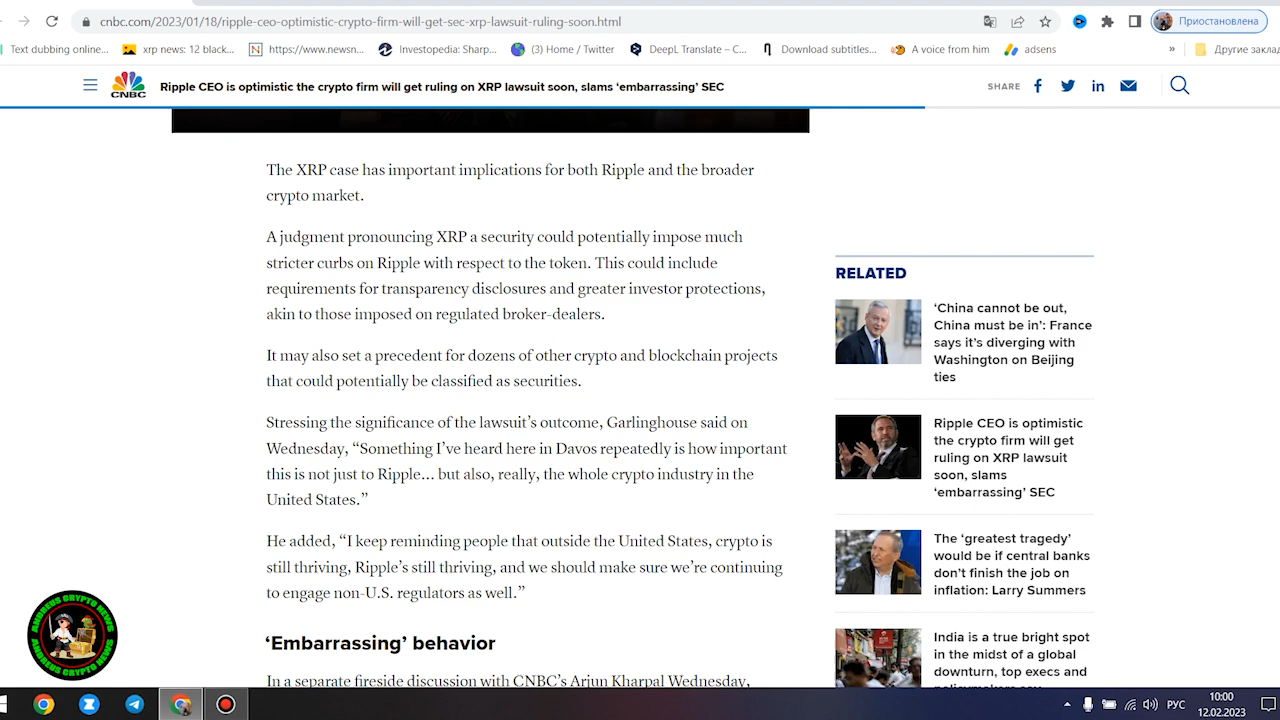 cnbc.com/2023/01/18/ripple-ceo-optimistic-crypto-firm-will-get-sec-xrp-lawsuit-ruling-soon.html
Приостановлена
Text dubbing online...
xrp news: 12 black...
https://www.newsn...
Investopedia: Sharp...
(3) Home / Twitter
DeepL Translate – C...
Download subtitles...
A voice from him
adsens
»
Другие закла
CNBC
Ripple CEO is optimistic the crypto firm will get ruling on XRP lawsuit soon, slams ‘embarrassing’ SEC
SHARE
The XRP case has important implications for both Ripple and the broader
crypto market.
A judgment pronouncing XRP a security could potentially impose much
stricter curbs on Ripple with respect to the token. This could include
requirements for transparency disclosures and greater investor protections,
akin to those imposed on regulated broker-dealers.
It may also set a precedent for dozens of other crypto and blockchain projects
that could potentially be classified as securities.
Stressing the significance of the lawsuit’s outcome, Garlinghouse said on
Wednesday, “Something I’ve heard here in Davos repeatedly is how important
this is not just to Ripple… but also, really, the whole crypto industry in the
United States.”
He added, “I keep reminding people that outside the United States, crypto is
still thriving, Ripple’s still thriving, and we should make sure we’re continuing
to engage non-U.S. regulators as well.”
‘Embarrassing’ behavior
In a separate fireside discussion with CNBC’s Arjun Kharpal Wednesday,
RELATED
‘China cannot be out,
China must be in’: France
says it’s diverging with
Washington on Beijing
ties
Ripple CEO is optimistic
the crypto firm will get
ruling on XRP lawsuit
soon, slams
‘embarrassing’ SEC
The ‘greatest tragedy’
would be if central banks
don’t finish the job on
inflation: Larry Summers
India is a true bright spot
in the midst of a global
downturn, top execs and
ANDREUS CRYPTO NEWS
ANDREUS CRYPTO NEWS
РУС
10:00
12.02.2023